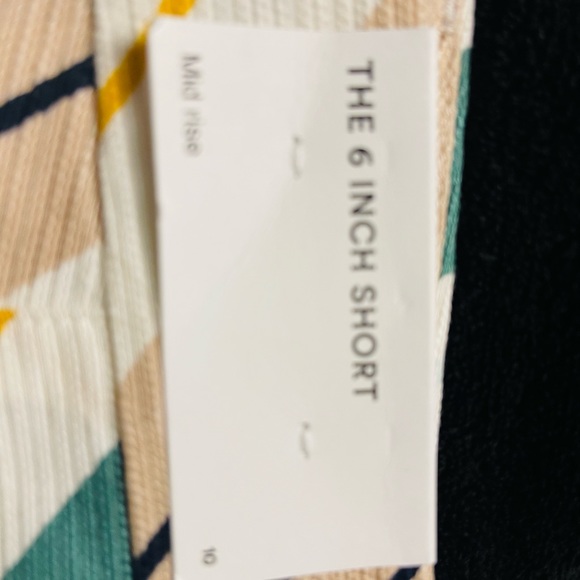 THE 6 INCH SHORT
Mid rise
10